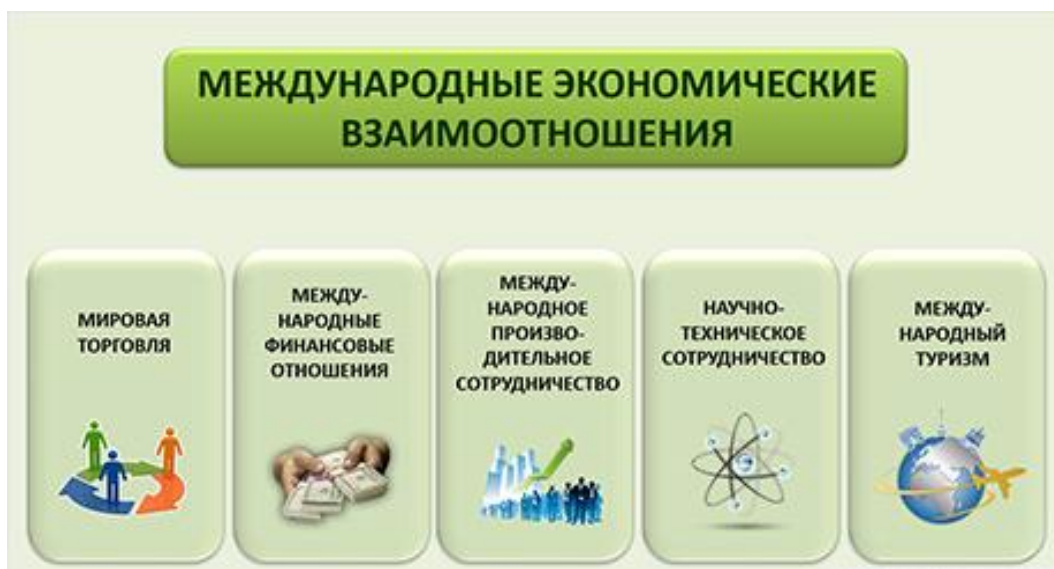 МЕЖДУНАРОДНЫЕ ЭКОНОМИЧЕСКИЕ
ВЗАИМООТНОШЕНИЯ
МИРОВАЯ
ТОРГОВЛЯ
МЕЖДУ-
НАРОДНЫЕ
ФИНАНСОВЫЕ
ОТНОШЕНИЯ
МЕЖДУ-
НАРОДНОЕ
ПРОИЗВО-
ДИТЕЛЬНОЕ
СОТРУДНИЧЕСТВО
НАУЧНО-
ТЕХНИЧЕСКОЕ
СОТРУДНИЧЕСТВО
МЕЖДУ-
НАРОДНЫЙ
ТУРИЗМ